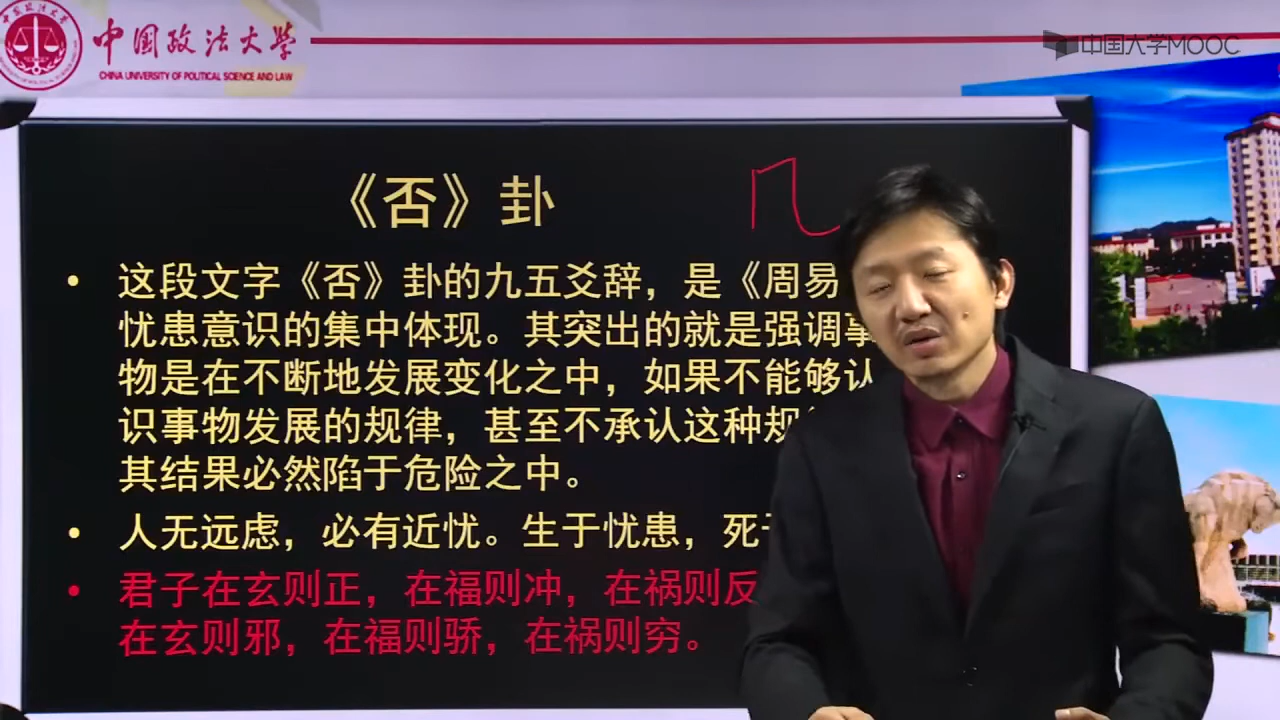 中国政法大学
CHINA UNIVERSITY OF POLITICAL SCIENCE AND LAW
中国大学MOOC
《否》卦
几
• 这段文字《否》卦的九五爻辞，是《周易
忧患意识的集中体现。其突出的就是强调事
物是在不断地发展变化之中，如果不能够认
识事物发展的规律，甚至不承认这种规
其结果必然陷于危险之中。
• 人无远虑，必有近忧。生于忧患，死于
• 君子在玄则正，在福则冲，在祸则反
在玄则邪，在福则骄，在祸则穷。